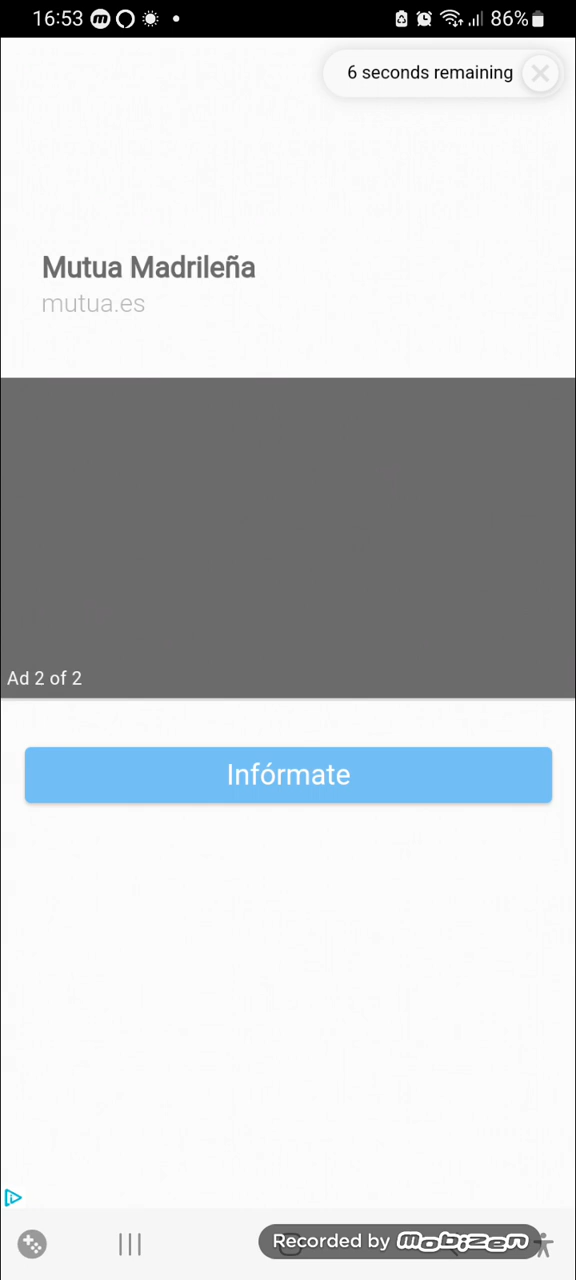 16:53
86%
6 seconds remaining
Mutua Madrileña
mutua.es
Ad 2 of 2
Infórmate
Recorded by mobizen